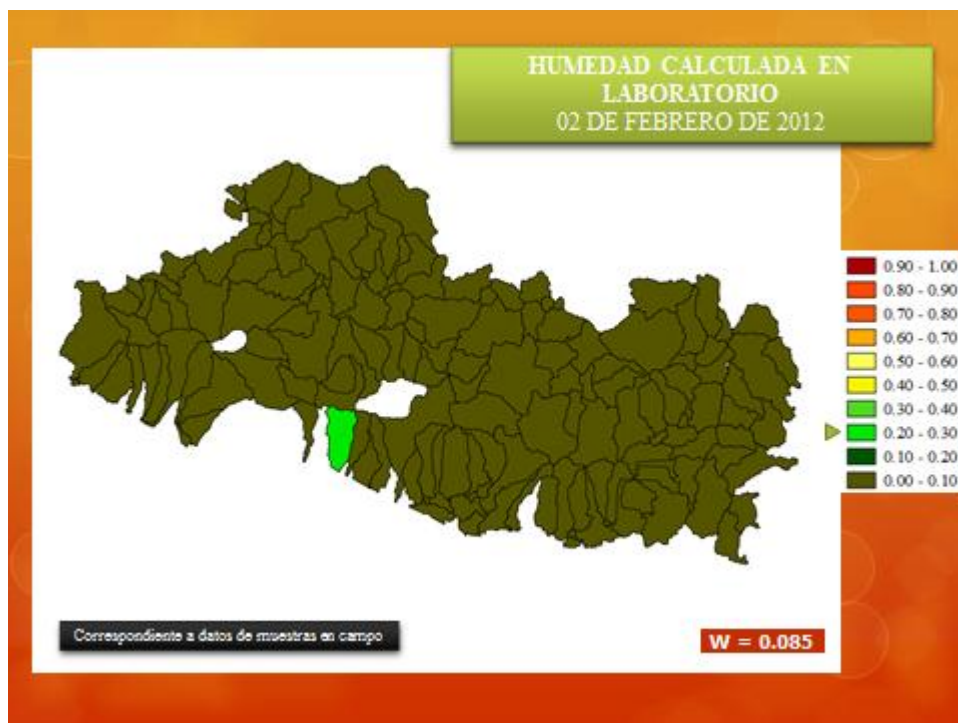 HUMEDAD CALCULADA EN
LABORATORIO
02 DE FEBRERO DE 2012
0.90 - 1.00
0.80 - 0.90
0.70 - 0.80
0.60 - 0.70
0.50 - 0.60
0.40 - 0.50
0.30 - 0.40
0.20 - 0.30
0.10 - 0.20
0.00 - 0.10
Correspondiente a datos de muestras en campo
W = 0.085